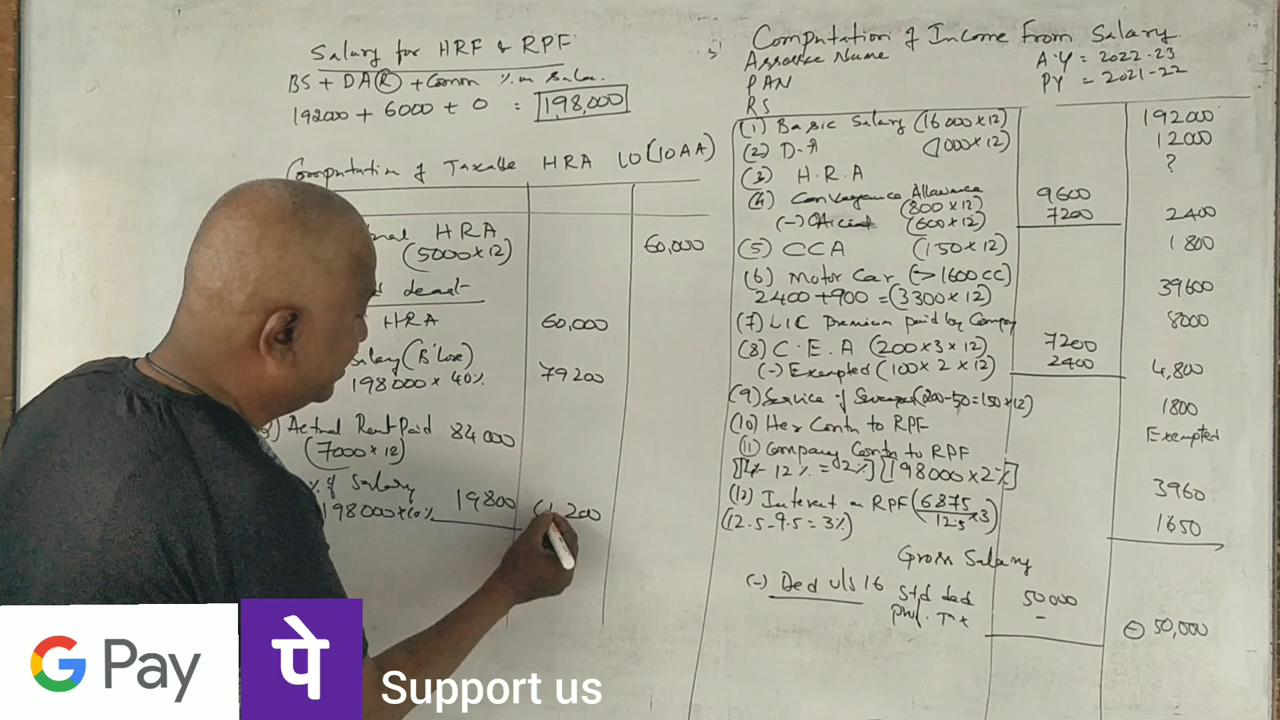 Salary for HRF & RPF
BS + DA(R) + Comm % on Sales.
192000 + 6000 + 0 = 198,000
Computation of Taxable HRA 10(10AA)
HRA
(5000 x 12) 60,000
HRA 60,000
Salary (B'Lore)
198000 x 40% 79200
Actual Rent Paid 84000
(7000 x 12)
% of Salary
198000 x 10% 19800
Computation of Income From Salary
Assessee Name A.Y = 2022-23
PAN PY = 2021-22
RS
(1) Basic Salary (16000 x 12) 192000
(2) D.A (1000 x 12) 12000
(3) H.R.A ?
(4) Conveyance Allowance
(800 x 12) 9600
(-) (600 x 12) 7200 2400
(5) CCA (150 x 12) 1800
(6) Motor Car (> 1600 cc)
2400 + 900 = (3300 x 12) 39600
(7) LIC Premium paid by Company 8000
(8) C.E.A (200 x 3 x 12) 7200
(-) Exempted (100 x 2 x 12) 2400 4,800
(9) Service of Sweeper (200-50 = 150 x 12) 1800
(10) Her Contn to RPF Exempted
(11) Company Contn to RPF
[14% - 12% = 2%] [198000 x 2%] 3960
(12) Interest on RPF (6875/12.5 x 3)
(12.5 - 9.5 = 3%) 1650
Gross Salary
(-) Ded u/s 16 Std ded 50000
Prof. Tax - (-) 50,000
G Pay
पे
Support us